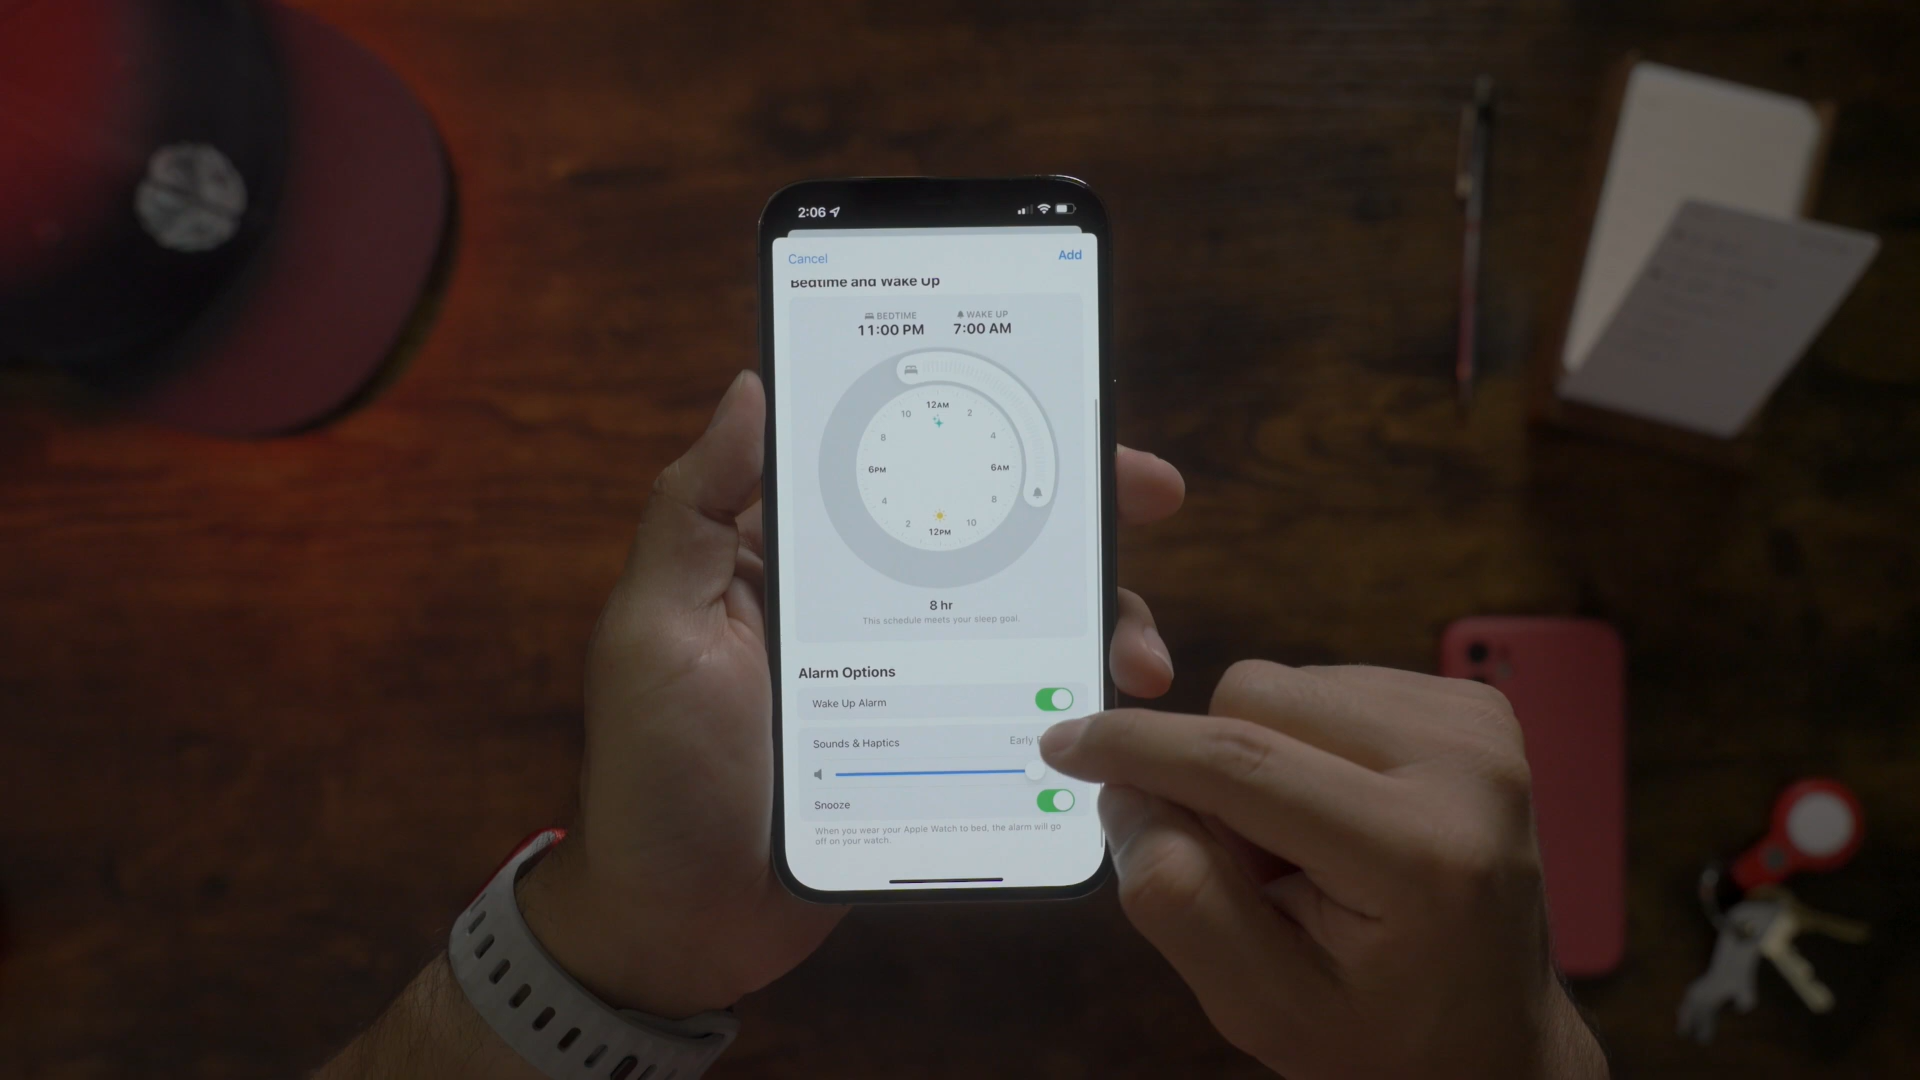 2:06
Cancel
Add
Bedtime and Wake Up
BEDTIME
WAKE UP
11:00 PM
7:00 AM
12AM
2
4
6AM
8
10
12PM
2
4
6PM
8
10
8 hr
This schedule meets your sleep goal.
Alarm Options
Wake Up Alarm
Sounds & Haptics
Early
Snooze
When you wear your Apple Watch to bed, the alarm will go
off on your watch.